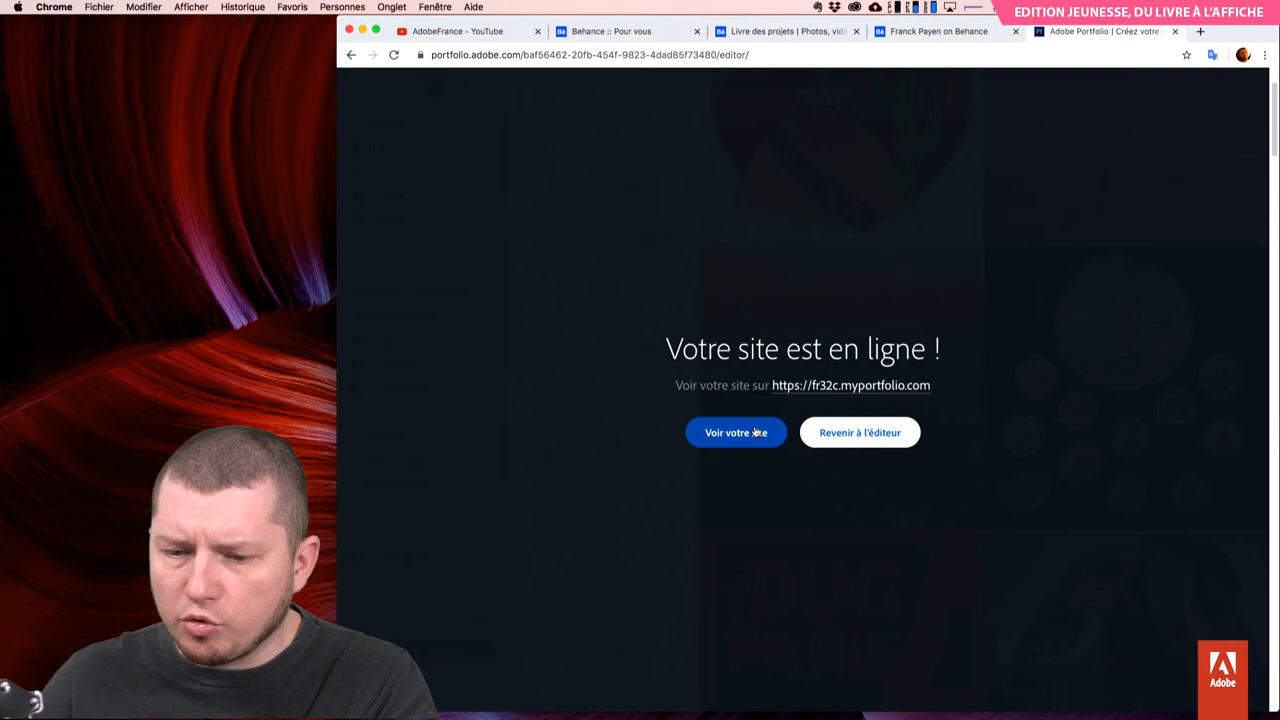 Chrome Fichier Modifier Afficher Historique Favoris Personnes Onglet Fenêtre Aide
EDITION JEUNESSE, DU LIVRE À L'AFFICHE
AdobeFrance - YouTube
Behance :: Pour vous
Livre des projets | Photos, vidé
Franck Payen on Behance
Adobe Portfolio | Créez votre
portfolio.adobe.com/baf56462-20fb-454f-9823-4dad85f73480/editor/
Votre site est en ligne !
Voir votre site sur https://fr32c.myportfolio.com
Voir votre site
Revenir à l'éditeur
Adobe